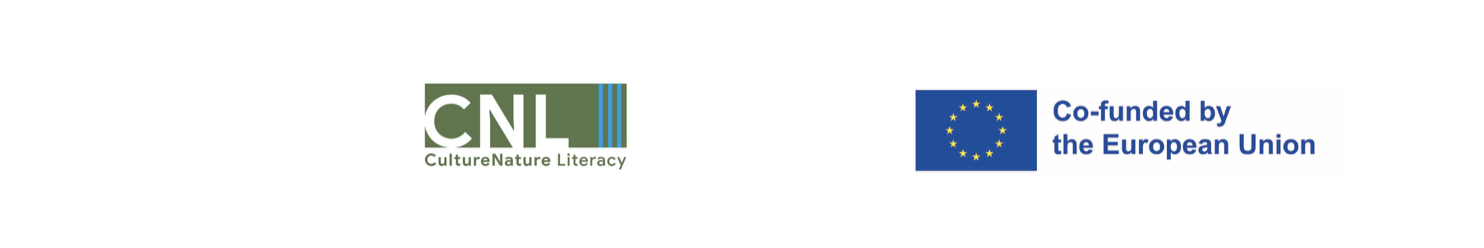 CNL
CultureNature Literacy
Co-funded by
the European Union